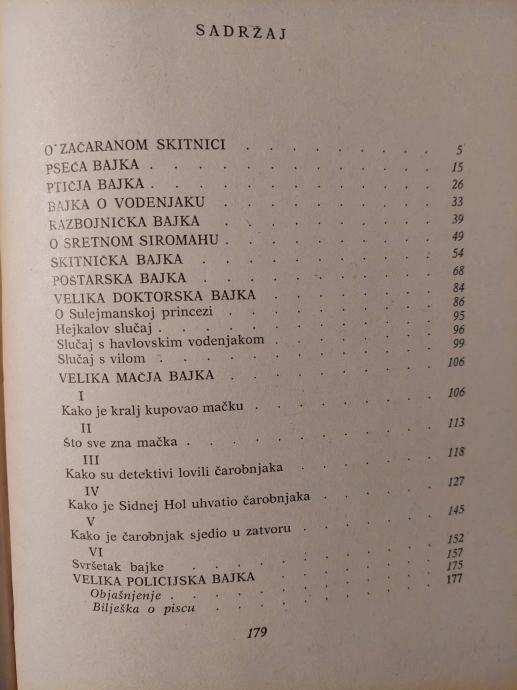 SADRŽAJ
O ZAČARANOM SKITNICI . . . . . . . . . 5
PSEĆA BAJKA . . . . . . . . . . . . 15
PTIČJA BAJKA . . . . . . . . . . . . 26
BAJKA O VODENJAKU . . . . . . . . . . 33
RAZBOJNIČKA BAJKA . . . . . . . . . . 39
O SRETNOM SIROMAHU . . . . . . . . . 49
SKITNIČKA BAJKA . . . . . . . . . . 54
POŠTARSKA BAJKA . . . . . . . . . . 68
VELIKA DOKTORSKA BAJKA . . . . . . . . 84
O Sulejmanskoj princezi . . . . . . . . 86
Hejkalov slučaj . . . . . . . . . . 95
Slučaj s havlovskim vodenjakom . . . . . . 96
Slučaj s vilom . . . . . . . . . . 99
VELIKA MAČJA BAJKA . . . . . . . . . 106
I
Kako je kralj kupovao mačku . . . . . . . 106
II
Što sve zna mačka . . . . . . . . . 113
III
Kako su detektivi lovili čarobnjaka . . . . . 118
IV
Kako je Sidnej Hol uhvatio čarobnjaka . . . . 127
V
Kako je čarobnjak sjedio u zatvoru . . . . . 145
VI
Svršetak bajke . . . . . . . . . . 152
VELIKA POLICIJSKA BAJKA . . . . . . . 157
Objašnjenje . . . . . . . . . . 175
Bilješka o piscu . . . . . . . . . 177
179